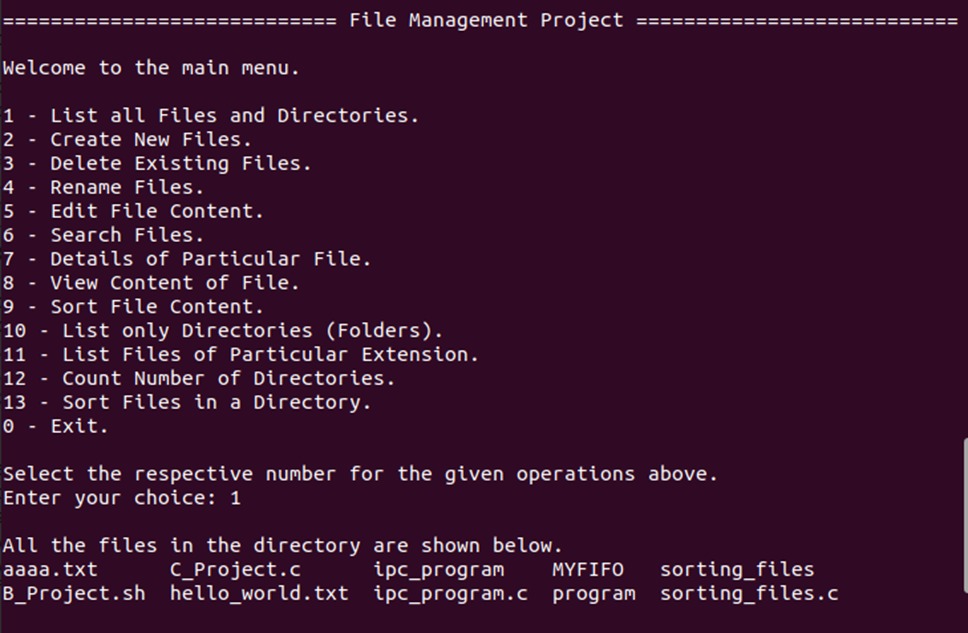 ============================ File Management Project ===========================
Welcome to the main menu.
1 - List all Files and Directories.
2 - Create New Files.
3 - Delete Existing Files.
4 - Rename Files.
5 - Edit File Content.
6 - Search Files.
7 - Details of Particular File.
8 - View Content of File.
9 - Sort File Content.
10 - List only Directories (Folders).
11 - List Files of Particular Extension.
12 - Count Number of Directories.
13 - Sort Files in a Directory.
0 - Exit.
Select the respective number for the given operations above.
Enter your choice: 1
All the files in the directory are shown below.
aaaa.txt      C_Project.c      ipc_program    MYFIFO   sorting_files
B_Project.sh  hello_world.txt  ipc_program.c  program  sorting_files.c